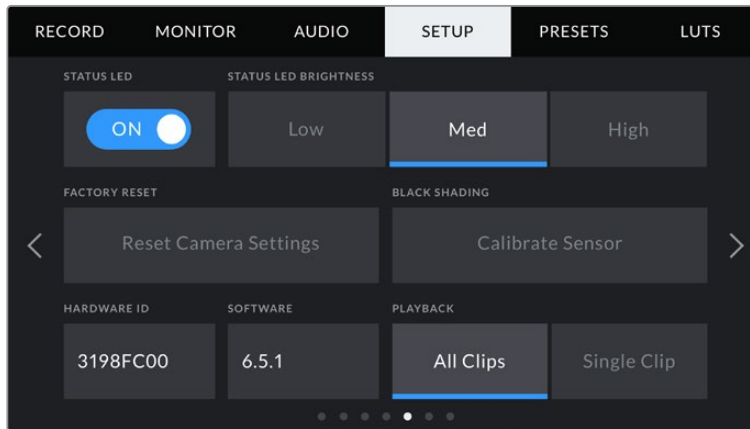 RECORD MONITOR AUDIO SETUP PRESETS LUTS
STATUS LED STATUS LED BRIGHTNESS
ON Low Med High
FACTORY RESET BLACK SHADING
Reset Camera Settings Calibrate Sensor
HARDWARE ID SOFTWARE PLAYBACK
3198FC00 6.5.1 All Clips Single Clip